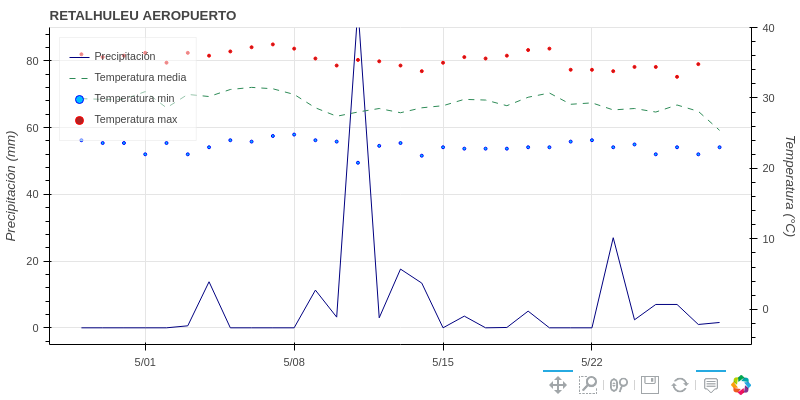 RETALHULEU AEROPUERTO
Precipitación
Temperatura media
Temperatura min
Temperatura max
Precipitación (mm)
80
60
40
20
0
Temperatura (°C)
40
30
20
10
0
5/01
5/08
5/15
5/22